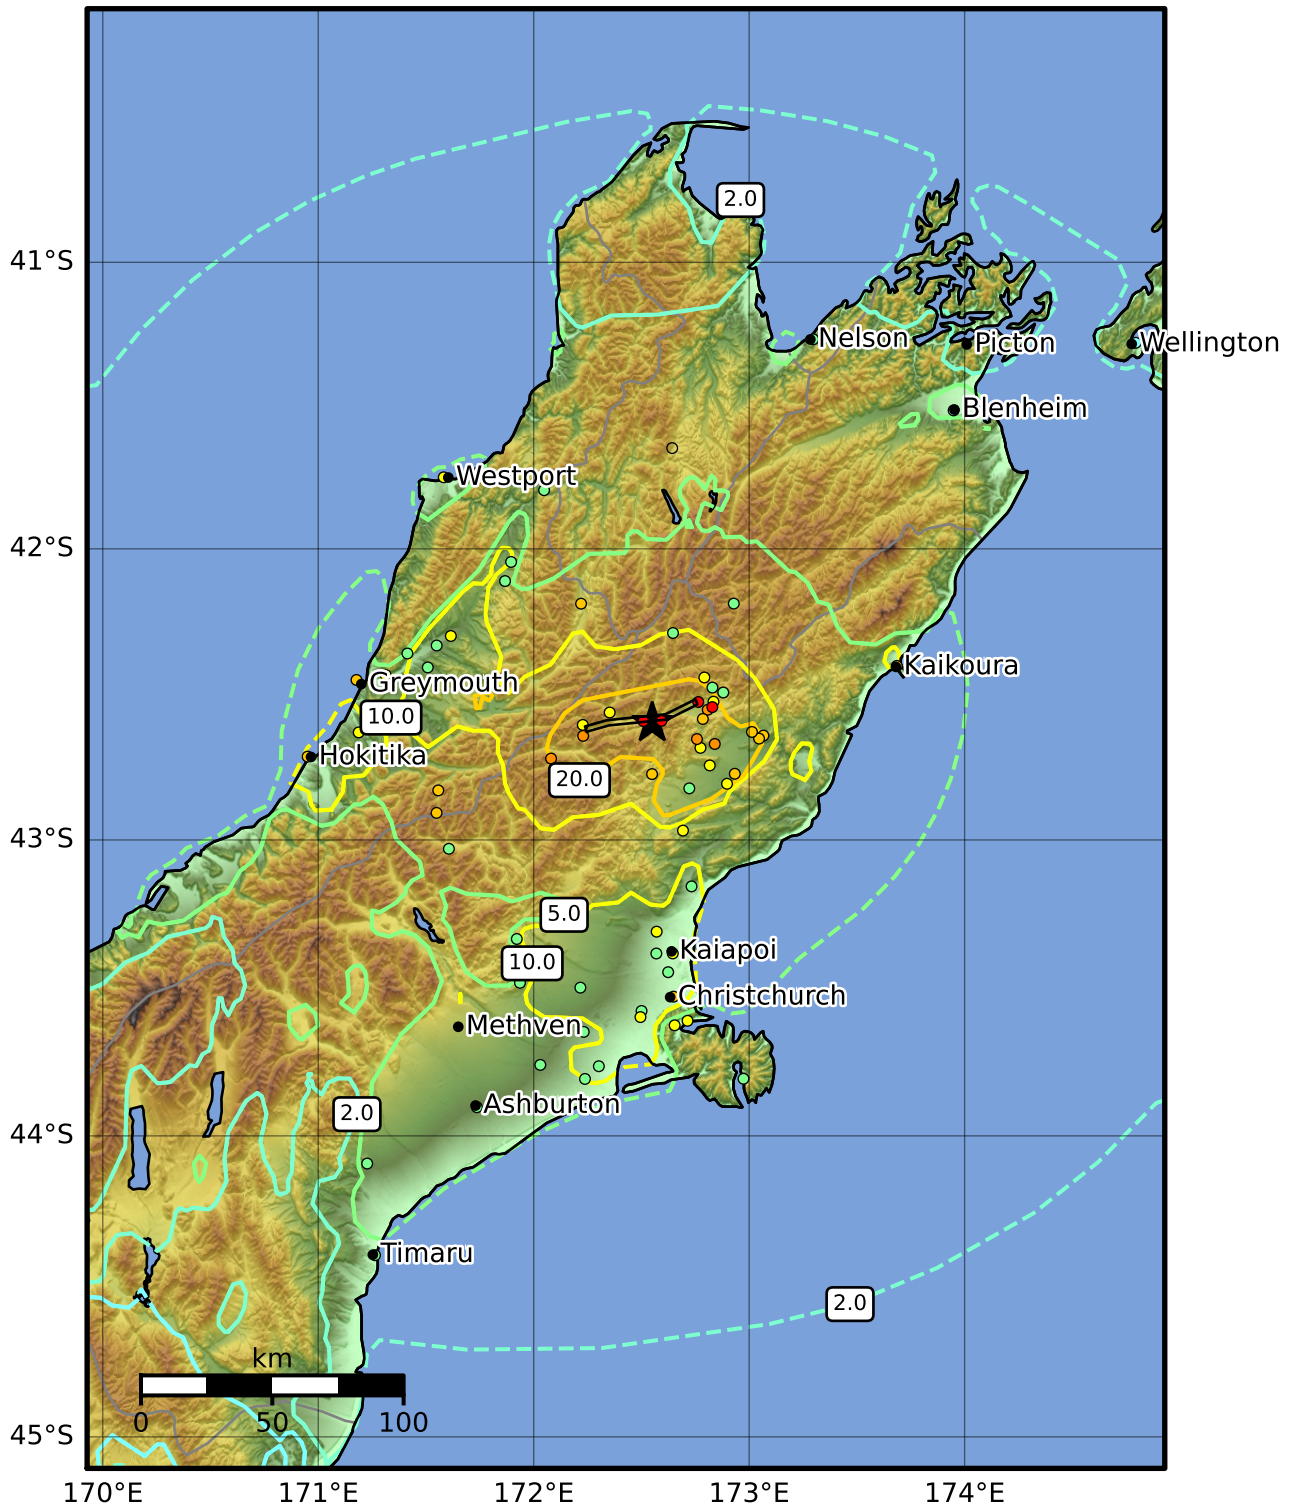 2.0
41°S
Nelson
Picton
Wellington
Blenheim
Westport
42°S
Kaikoura
Greymouth
10.0
Hokitika
20.0
43°S
5.0
Kaiapoi
10.0
Christchurch
Methven
Ashburton
2.0
44°S
Timaru
2.0
km
0 50 100
45°S
170°E 171°E 172°E 173°E 174°E